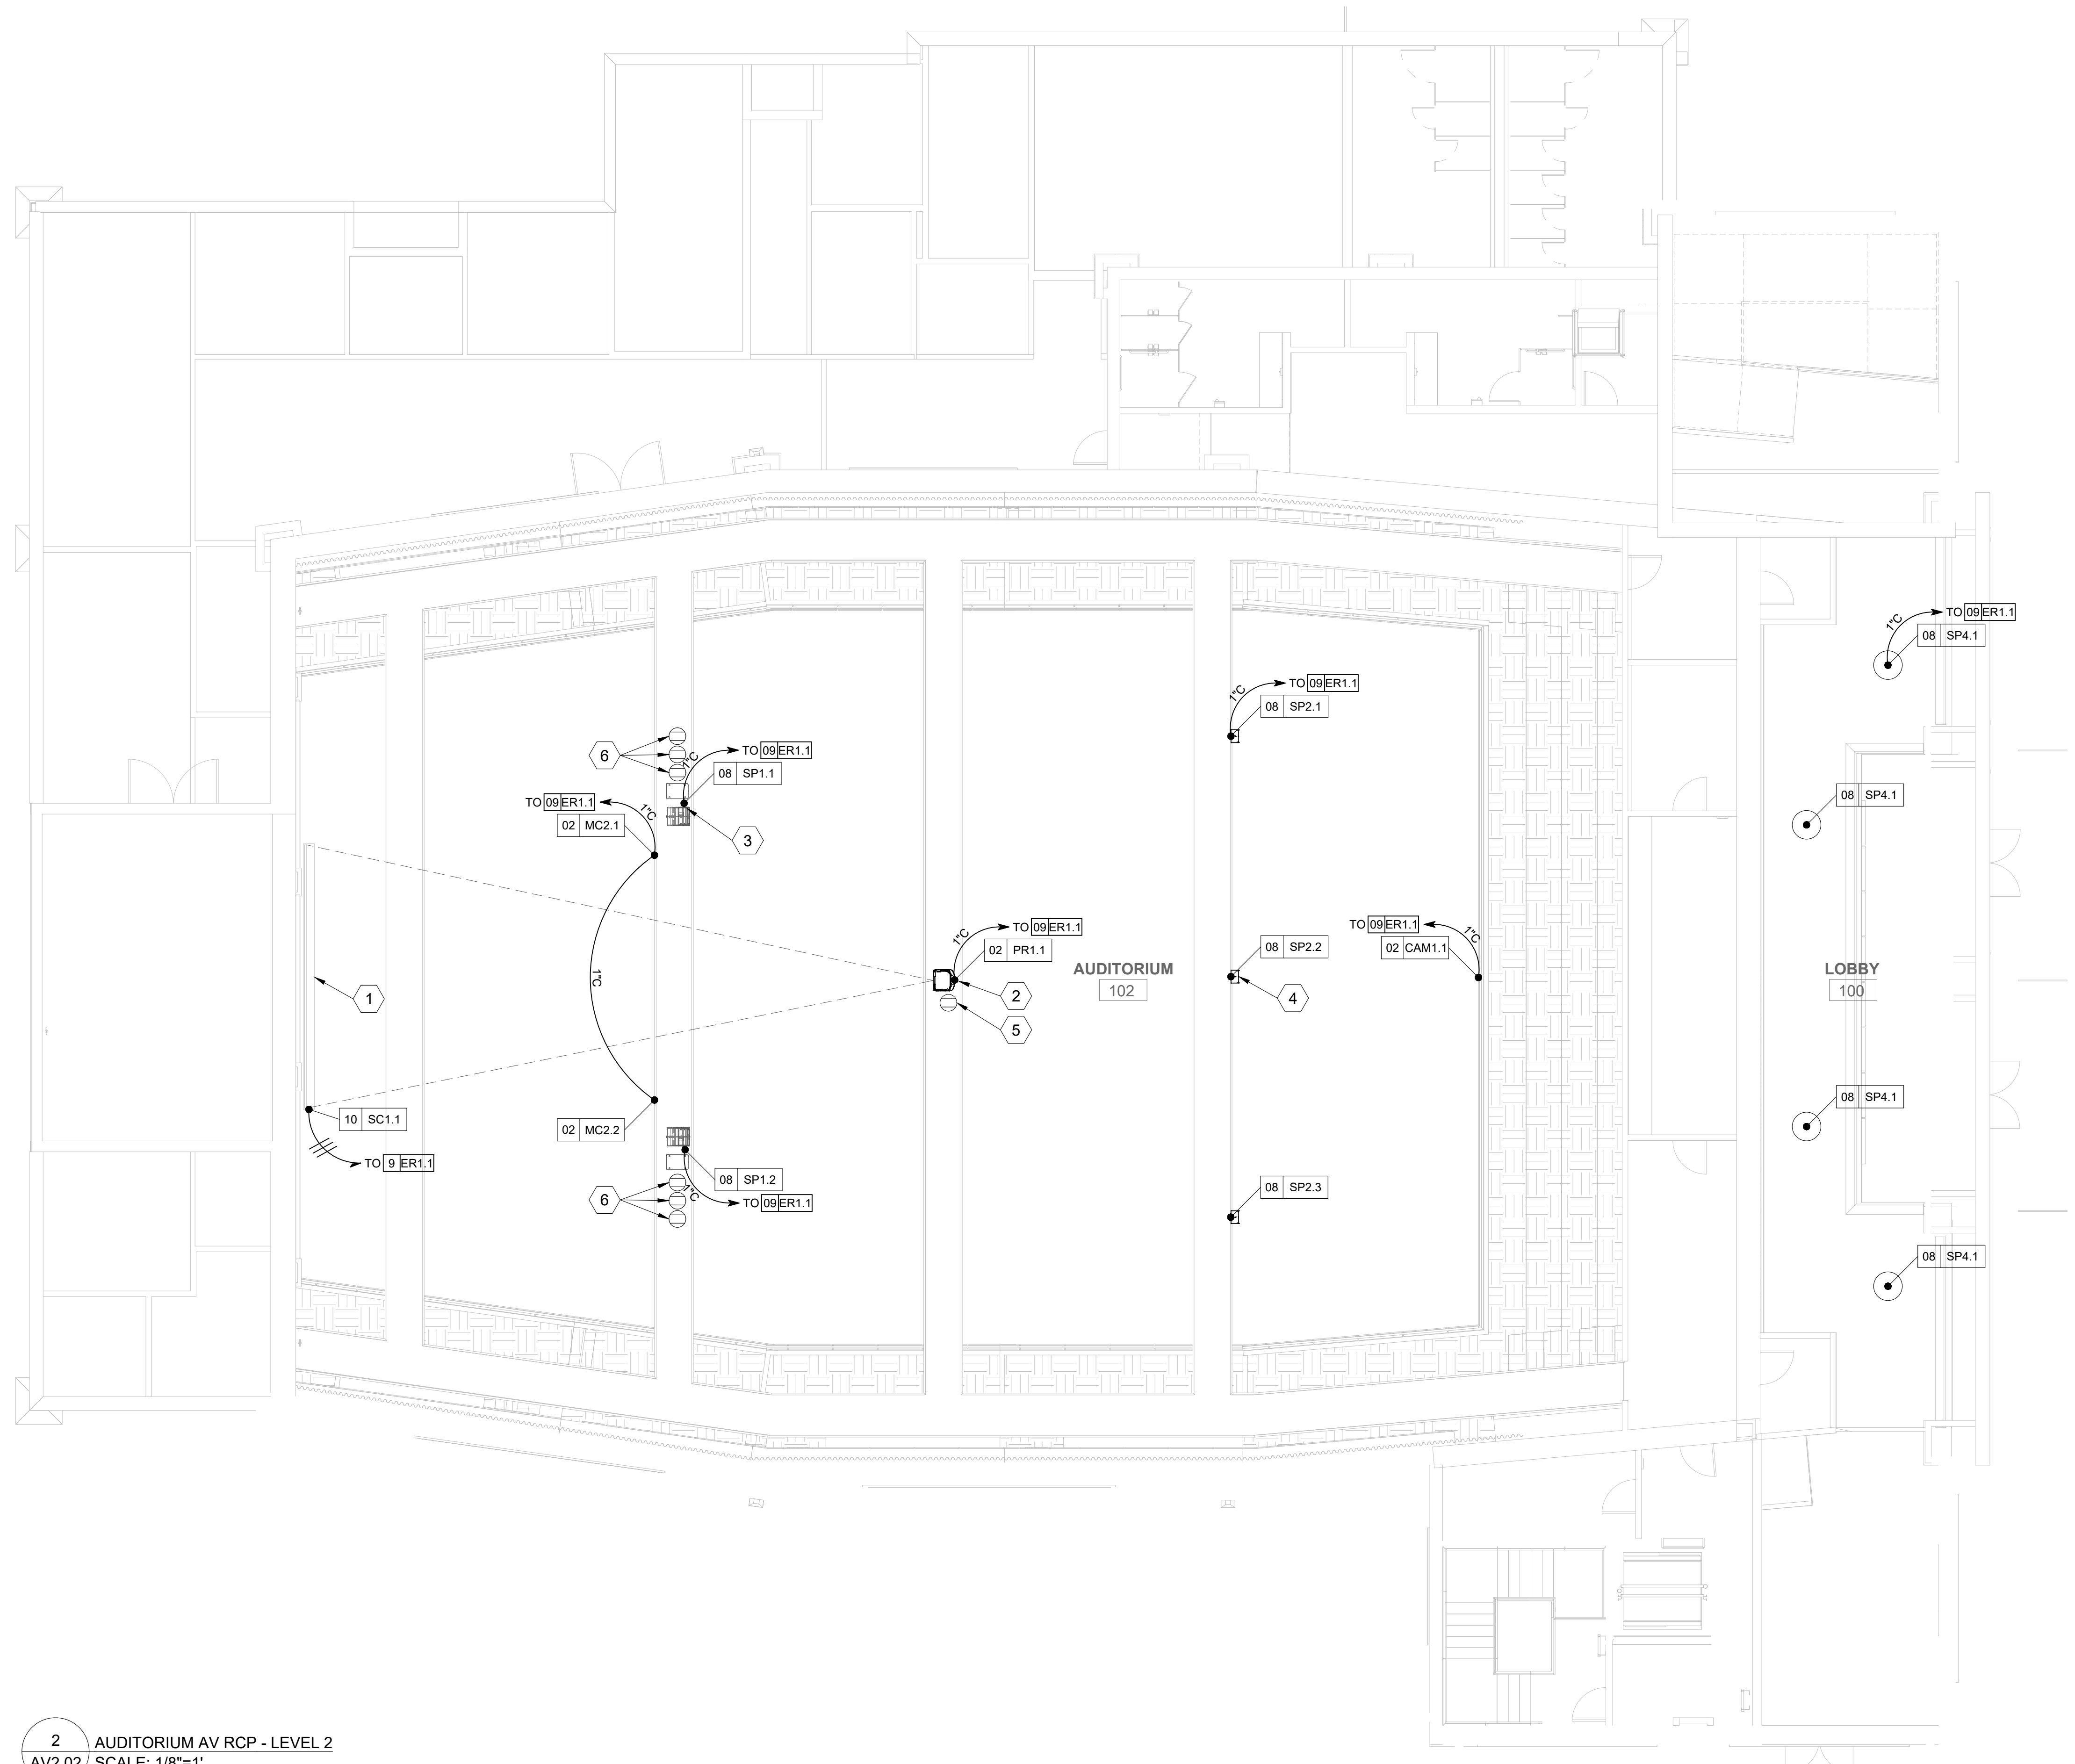 1"C
TO 09 ER1.1
08 SP4.1
1"C
TO 09 ER1.1
08 SP2.1
6
1"C
TO 09 ER1.1
08 SP1.1
TO 09 ER1.1
1"C
02 MC2.1
3
08 SP4.1
1"C
TO 09 ER1.1
02 PR1.1
TO 09 ER1.1
1"C
02 CAM1.1
08 SP2.2
AUDITORIUM
102
LOBBY
100
1"C
1
2
4
5
10 SC1.1
TO 9 ER1.1
02 MC2.2
08 SP4.1
08 SP1.2
6
1"C
TO 09 ER1.1
08 SP2.3
08 SP4.1
2
AUDITORIUM AV RCP - LEVEL 2
AV2.02
SCALE: 1/8"=1'